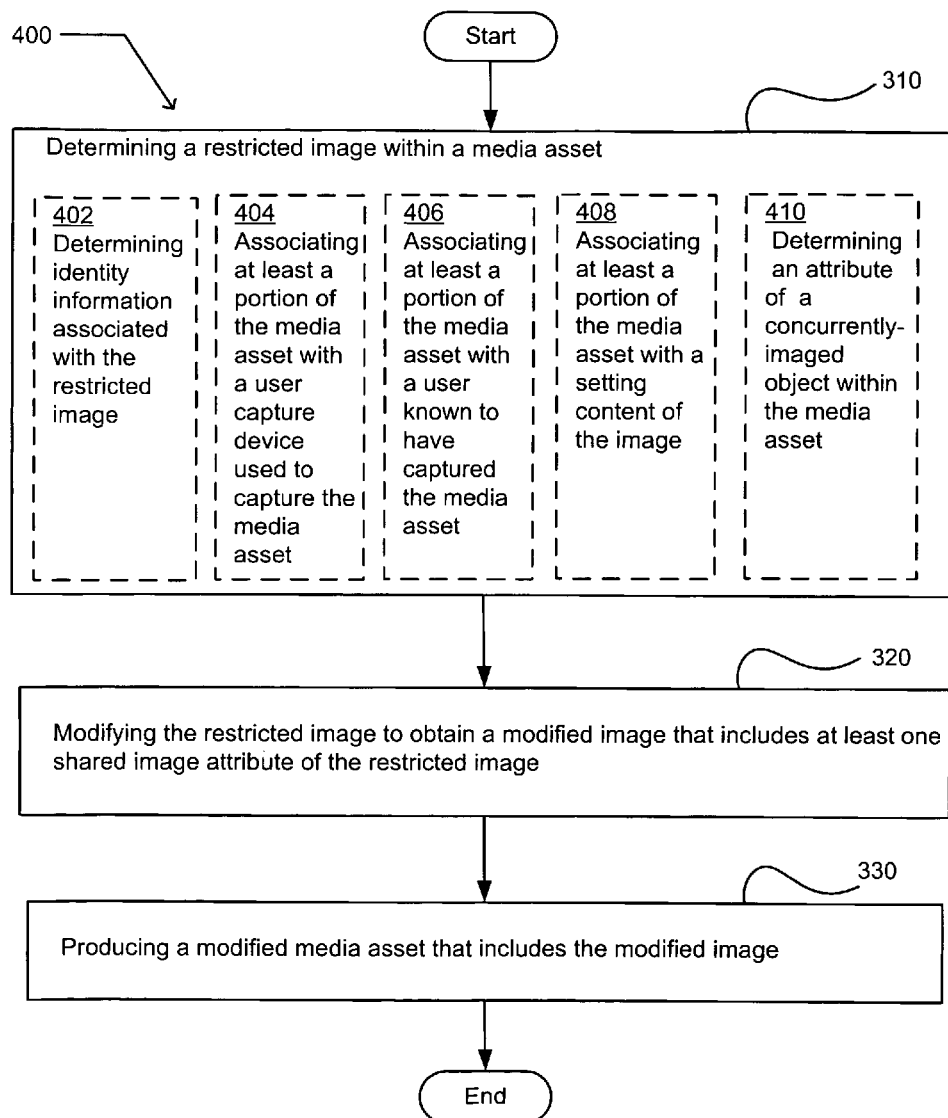 400
Start
310
Determining a restricted image within a media asset
402
Determining
identity
information
associated
with the
restricted
image
404
Associating
at least a
portion of
the media
asset with
a user
capture
device
used to
capture the
media
asset
406
Associating
at least a
portion of
the media
asset with
a user
known to
have
captured
the media
asset
408
Associating
at least a
portion of
the media
asset with a
setting
content of
the image
410
Determining
an attribute
of a
concurrently-
imaged
object within
the media
asset
320
Modifying the restricted image to obtain a modified image that includes at least one
shared image attribute of the restricted image
330
Producing a modified media asset that includes the modified image
End